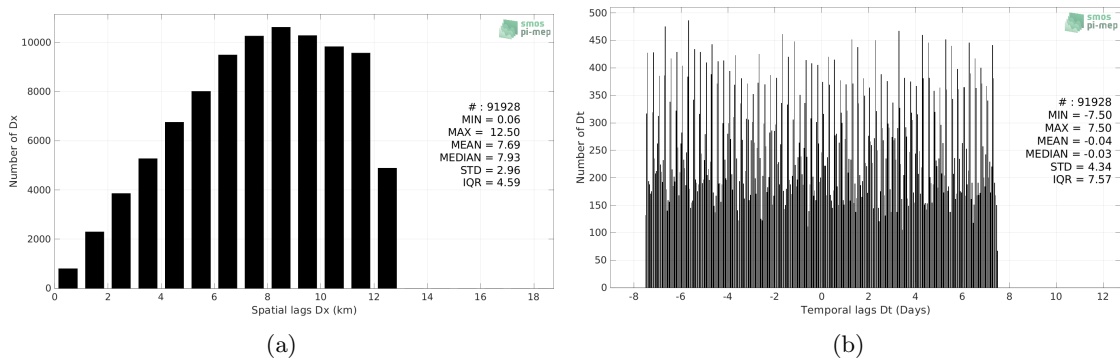 smos
pi-mep
10000
8000
6000
4000
2000
0
Number of Dx
# : 91928
MIN = 0.06
MAX = 12.50
MEAN = 7.69
MEDIAN = 7.93
STD = 2.96
IQR = 4.59
0 2 4 6 8 10 12 14 16 18
Spatial lags Dx (km)
(a)
smos
pi-mep
500
450
400
350
300
250
200
150
100
50
0
Number of Dt
# : 91928
MIN = -7.50
MAX = 7.50
MEAN = -0.04
MEDIAN = -0.03
STD = 4.34
IQR = 7.57
-8 -6 -4 -2 0 2 4 6 8 10 12
Temporal lags Dt (Days)
(b)